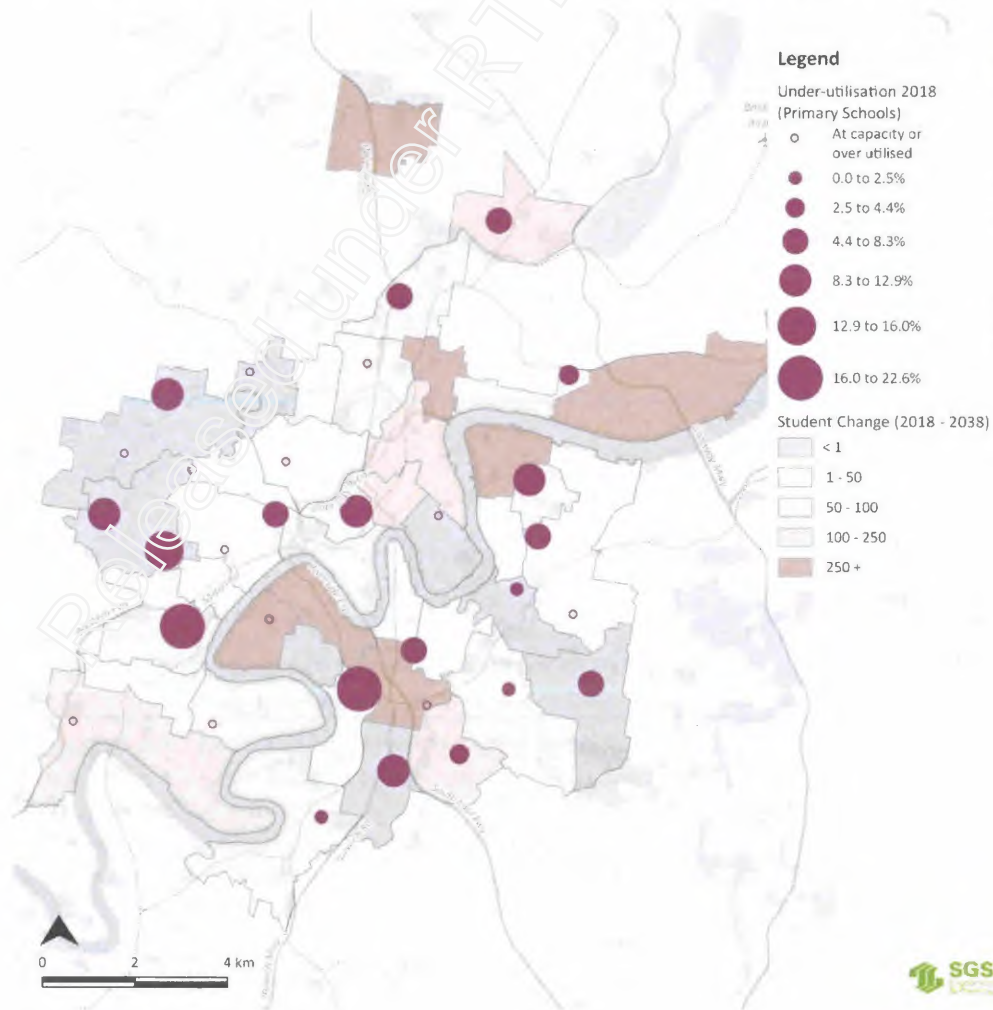 Released under RT
Legend
Under-utilisation 2018
(Primary Schools)
At capacity or
over utilised
0.0 to 2.5%
2.5 to 4.4%
4.4 to 8.3%
8.3 to 12.9%
12.9 to 16.0%
16.0 to 22.6%
Student Change (2018 - 2038)
< 1
1 - 50
50 - 100
100 - 250
250 +
0 2 4 km
SGS